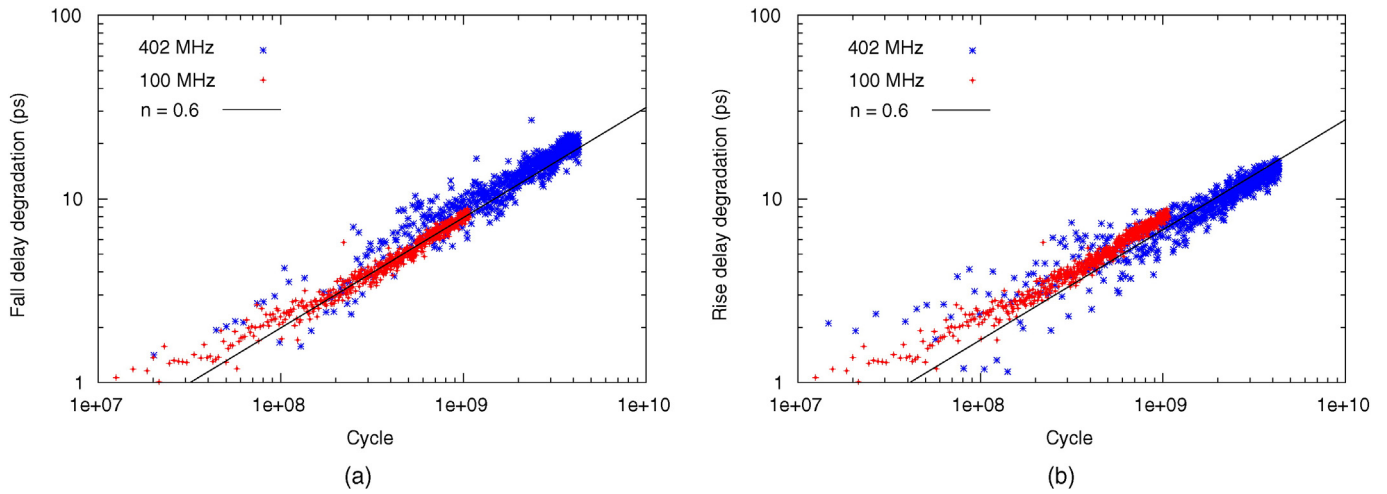 100
10
1
Fall delay degradation (ps)
402 MHz
100 MHz
n = 0.6
1e+07
1e+08
1e+09
1e+10
Cycle
(a)
100
10
1
Rise delay degradation (ps)
402 MHz
100 MHz
n = 0.6
1e+07
1e+08
1e+09
1e+10
Cycle
(b)